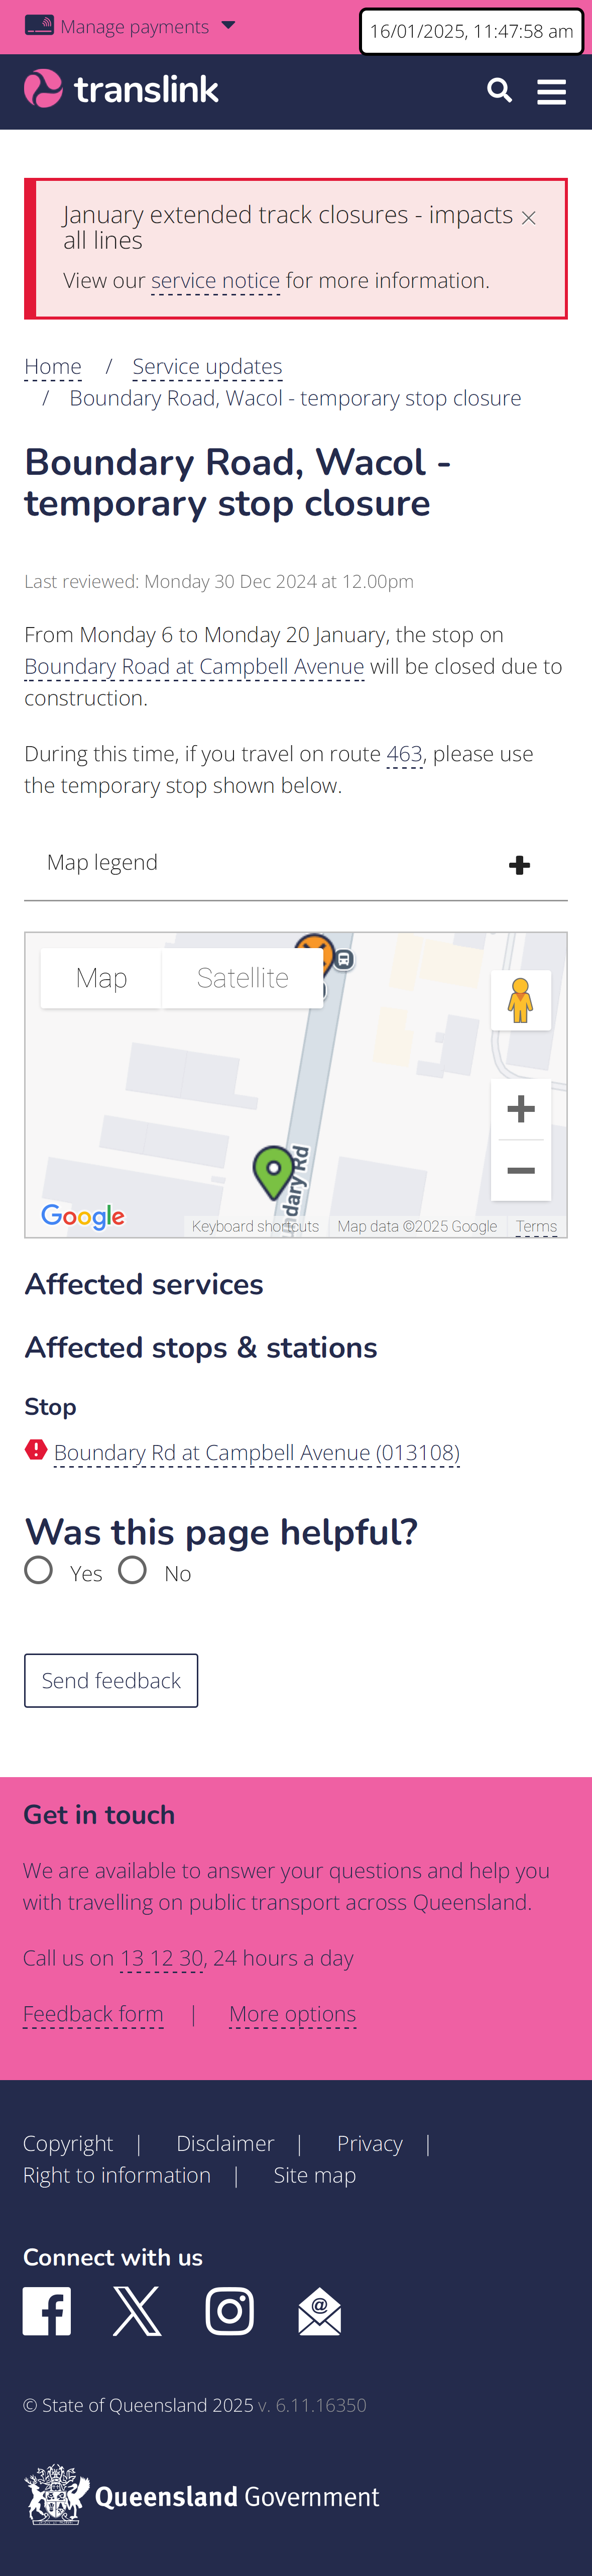 Manage payments
16/01/2025, 11:47:58 am
translink
January extended track closures - impacts
all lines
View our service notice for more information.
Home / Service updates
/ Boundary Road, Wacol - temporary stop closure
Boundary Road, Wacol -
temporary stop closure
Last reviewed: Monday 30 Dec 2024 at 12.00pm
From Monday 6 to Monday 20 January, the stop on
Boundary Road at Campbell Avenue will be closed due to
construction.
During this time, if you travel on route 463, please use
the temporary stop shown below.
Map legend
Map Satellite
ndary Rd
Google
Keyboard shortcuts Map data ©2025 Google Terms
Affected services
Affected stops & stations
Stop
Boundary Rd at Campbell Avenue (013108)
Was this page helpful?
Yes No
Send feedback
Get in touch
We are available to answer your questions and help you
with travelling on public transport across Queensland.
Call us on 13 12 30, 24 hours a day
Feedback form | More options
Copyright | Disclaimer | Privacy |
Right to information | Site map
Connect with us
© State of Queensland 2025 v. 6.11.16350
Queensland Government